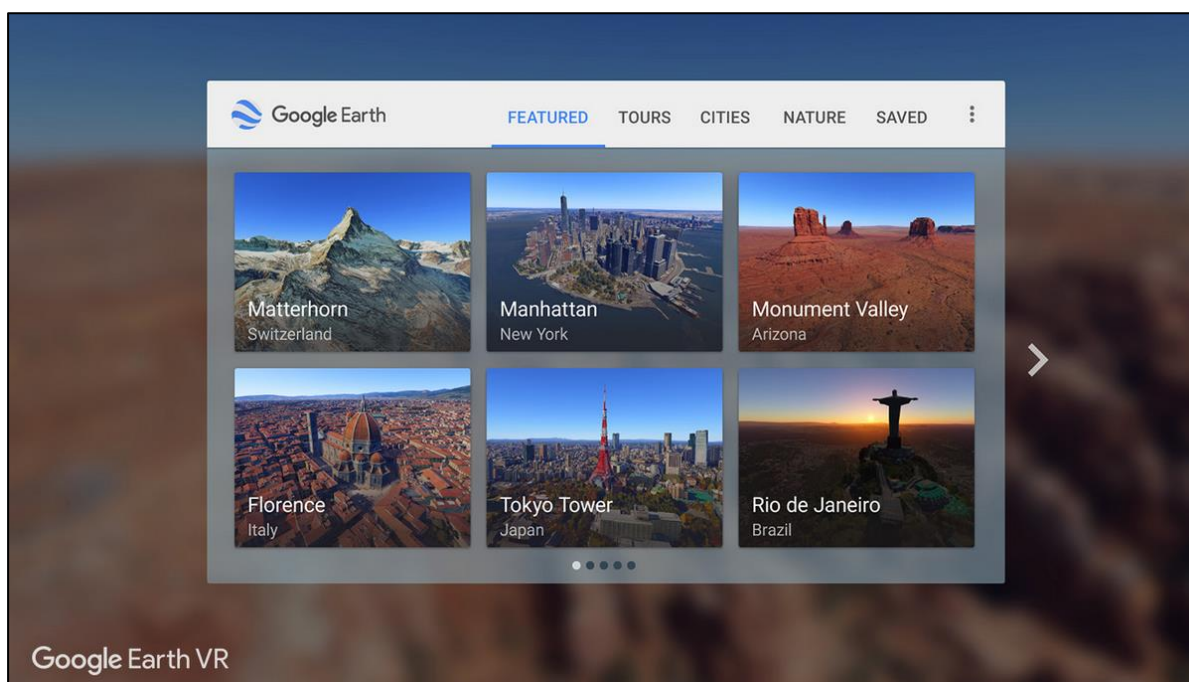 Google Earth
FEATURED TOURS CITIES NATURE SAVED
Matterhorn
Switzerland
Manhattan
New York
Monument Valley
Arizona
Florence
Italy
Tokyo Tower
Japan
Rio de Janeiro
Brazil
Google Earth VR